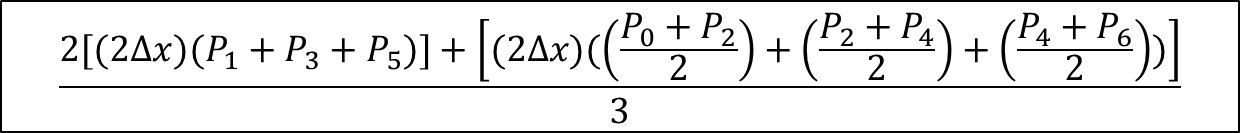 2[(2Δx)(P₁ + P₃ + P₅)] + [(2Δx)((P₀ + P₂)/2) + ((P₂ + P₄)/2) + ((P₄ + P₆)/2))]
3